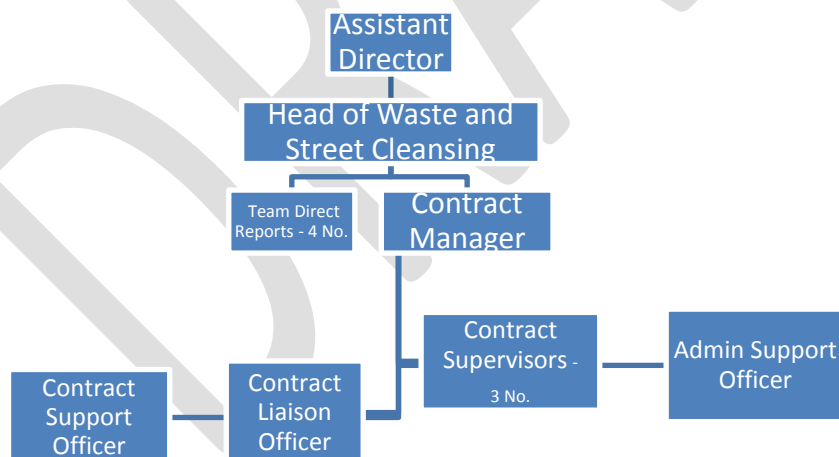 Assistant
Director
Head of Waste and
Street Cleansing
Team Direct
Reports - 4 No.
Contract
Manager
Contract
Supervisors -
3 No.
Admin Support
Officer
Contract
Liaison
Officer
Contract
Support
Officer